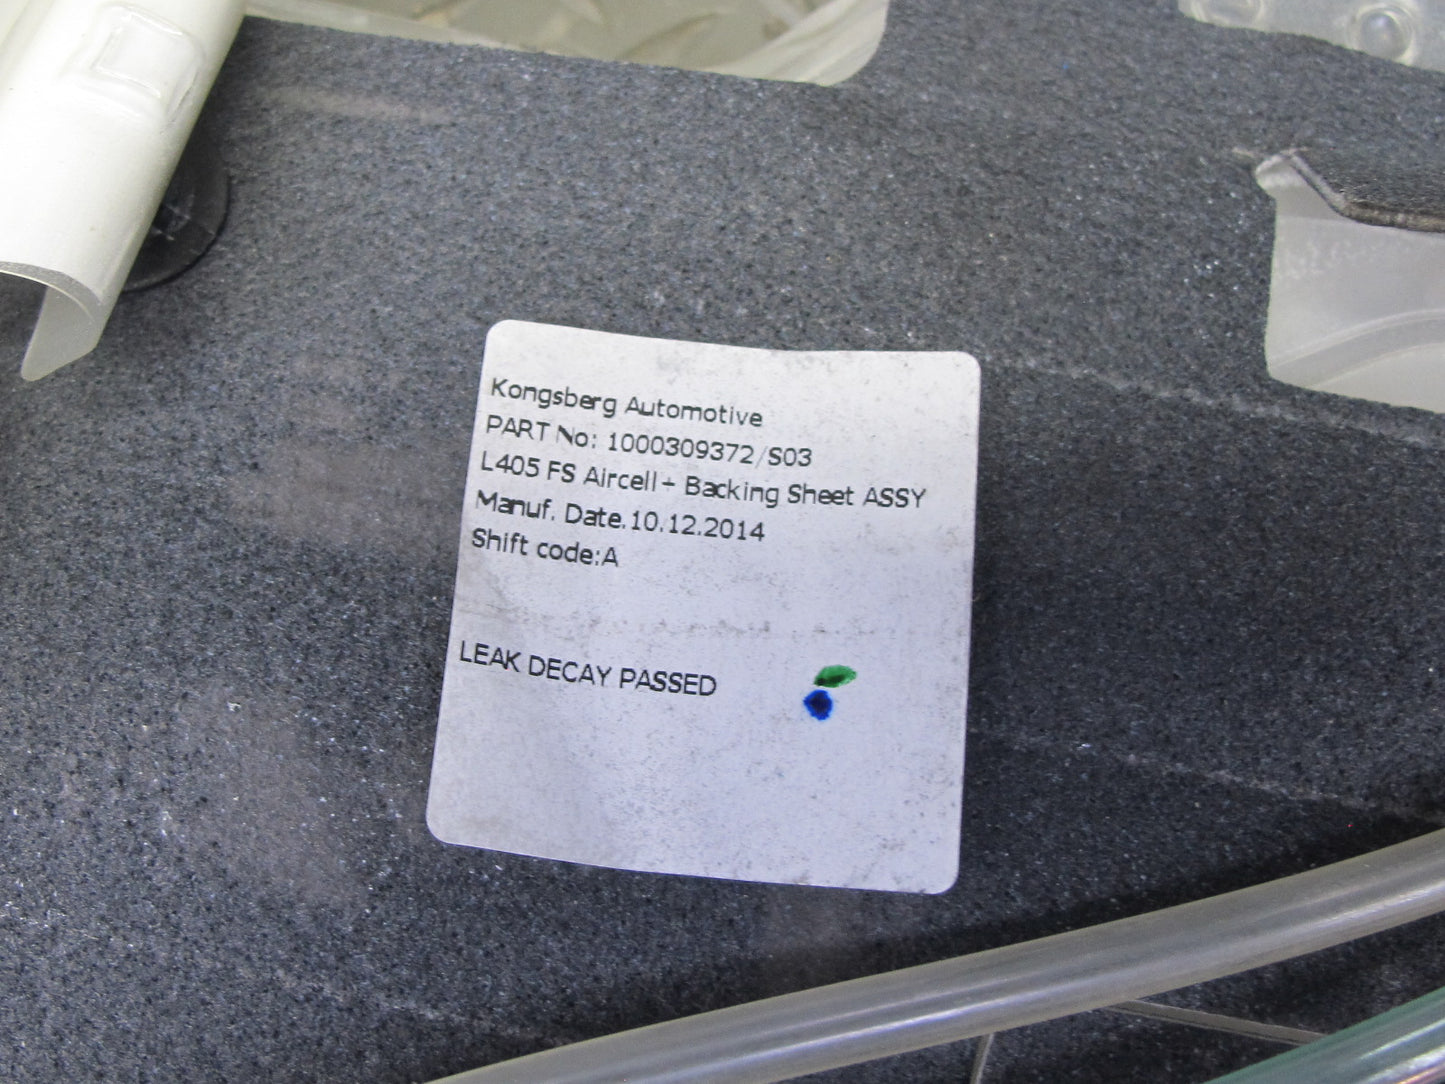 Kongsberg Automotive
PART No: 1000309372/S03
L405 FS Aircell+ Backing Sheet ASSY
Manuf. Date.10.12.2014
Shift code:A
LEAK DECAY PASSED